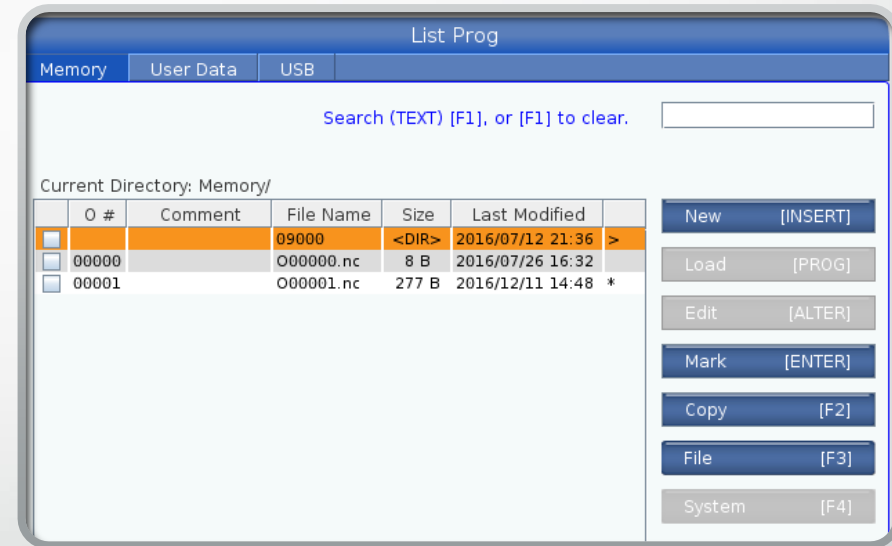 List Prog
Memory User Data USB
Search (TEXT) [F1], or [F1] to clear.
Current Directory: Memory/
O # Comment File Name Size Last Modified
09000 <DIR> 2016/07/12 21:36 >
00000 O00000.nc 8 B 2016/07/26 16:32
00001 O00001.nc 277 B 2016/12/11 14:48 *
New [INSERT]
Load [PROG]
Edit [ALTER]
Mark [ENTER]
Copy [F2]
File [F3]
System [F4]